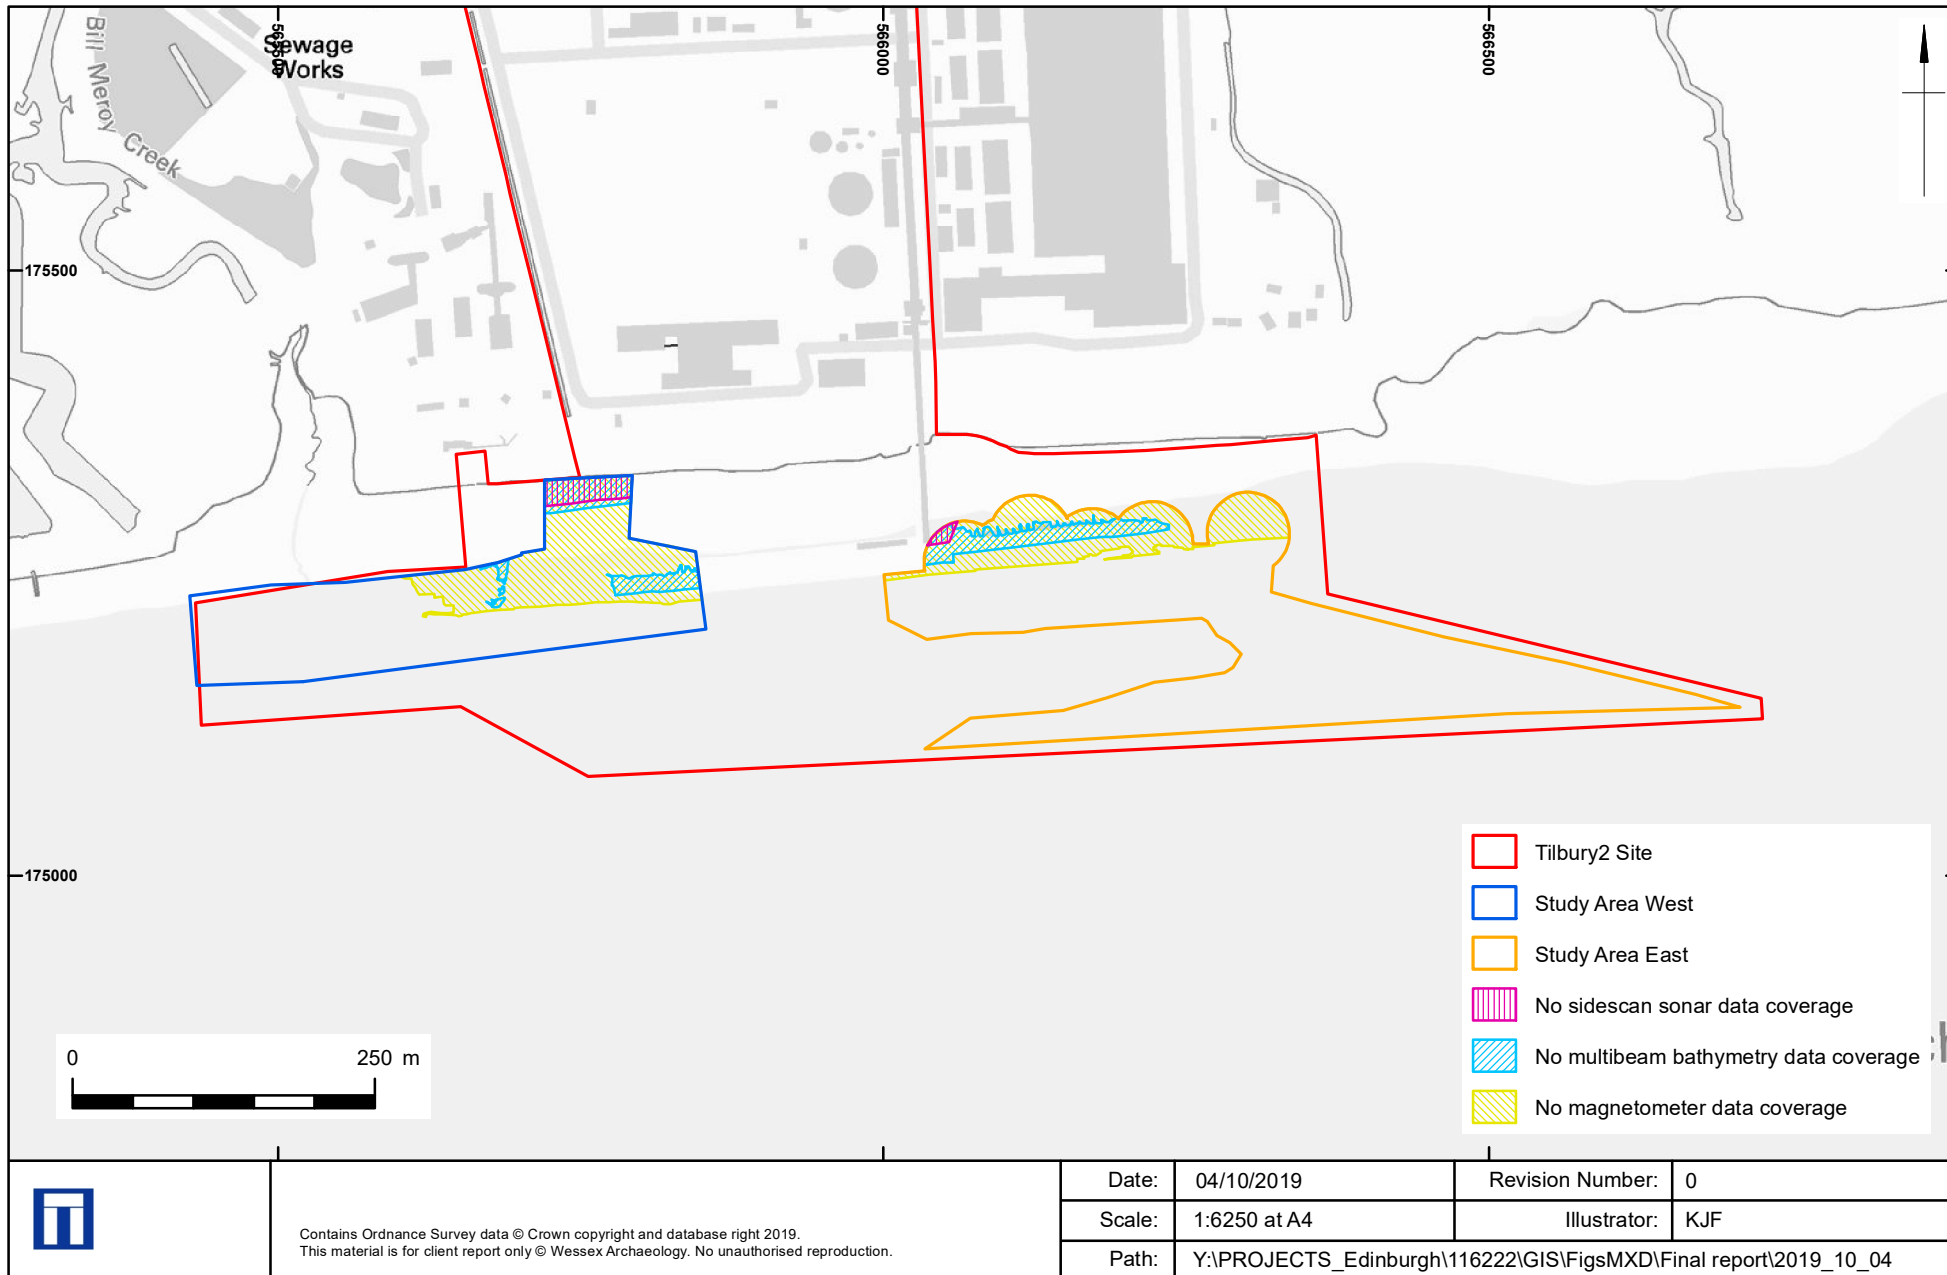 Bill Meroy
Creek
Sewage
Works
566000
566500
175500
175000
0
250 m
Tilbury2 Site
Study Area West
Study Area East
No sidescan sonar data coverage
No multibeam bathymetry data coverage
No magnetometer data coverage
Contains Ordnance Survey data © Crown copyright and database right 2019.
This material is for client report only © Wessex Archaeology. No unauthorised reproduction.
Date: 04/10/2019 Revision Number: 0
Scale: 1:6250 at A4 Illustrator: KJF
Path: Y:\PROJECTS_Edinburgh\116222\GIS\FigsMXD\Final report\2019_10_04